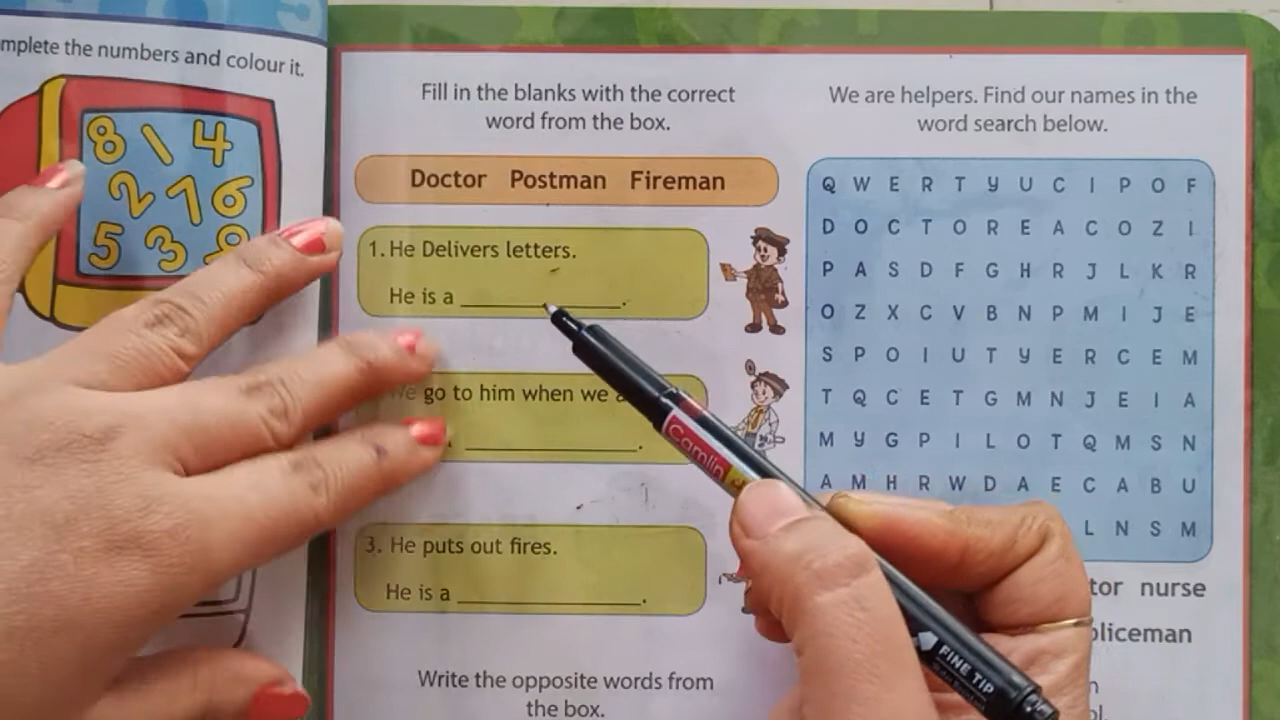 mplete the numbers and colour it.
8 1 4
2 7 6
5 3 9
Fill in the blanks with the correct
word from the box.
Doctor Postman Fireman
1. He Delivers letters.
He is a ____________.
We go to him when we
____________.
3. He puts out fires.
He is a ____________.
Write the opposite words from
the box.
We are helpers. Find our names in the
word search below.
Q W E R T Y U C I P O F
D O C T O R E A C O Z I
P A S D F G H R J L K R
O Z X C V B N P M I J E
S P O I U T Y E R C E M
T Q C E T G M N J E I A
M Y G P I L O T Q M S N
A M H R W D A E C A B U
L N S M
tor nurse
oliceman
Camlin
FINE TIP